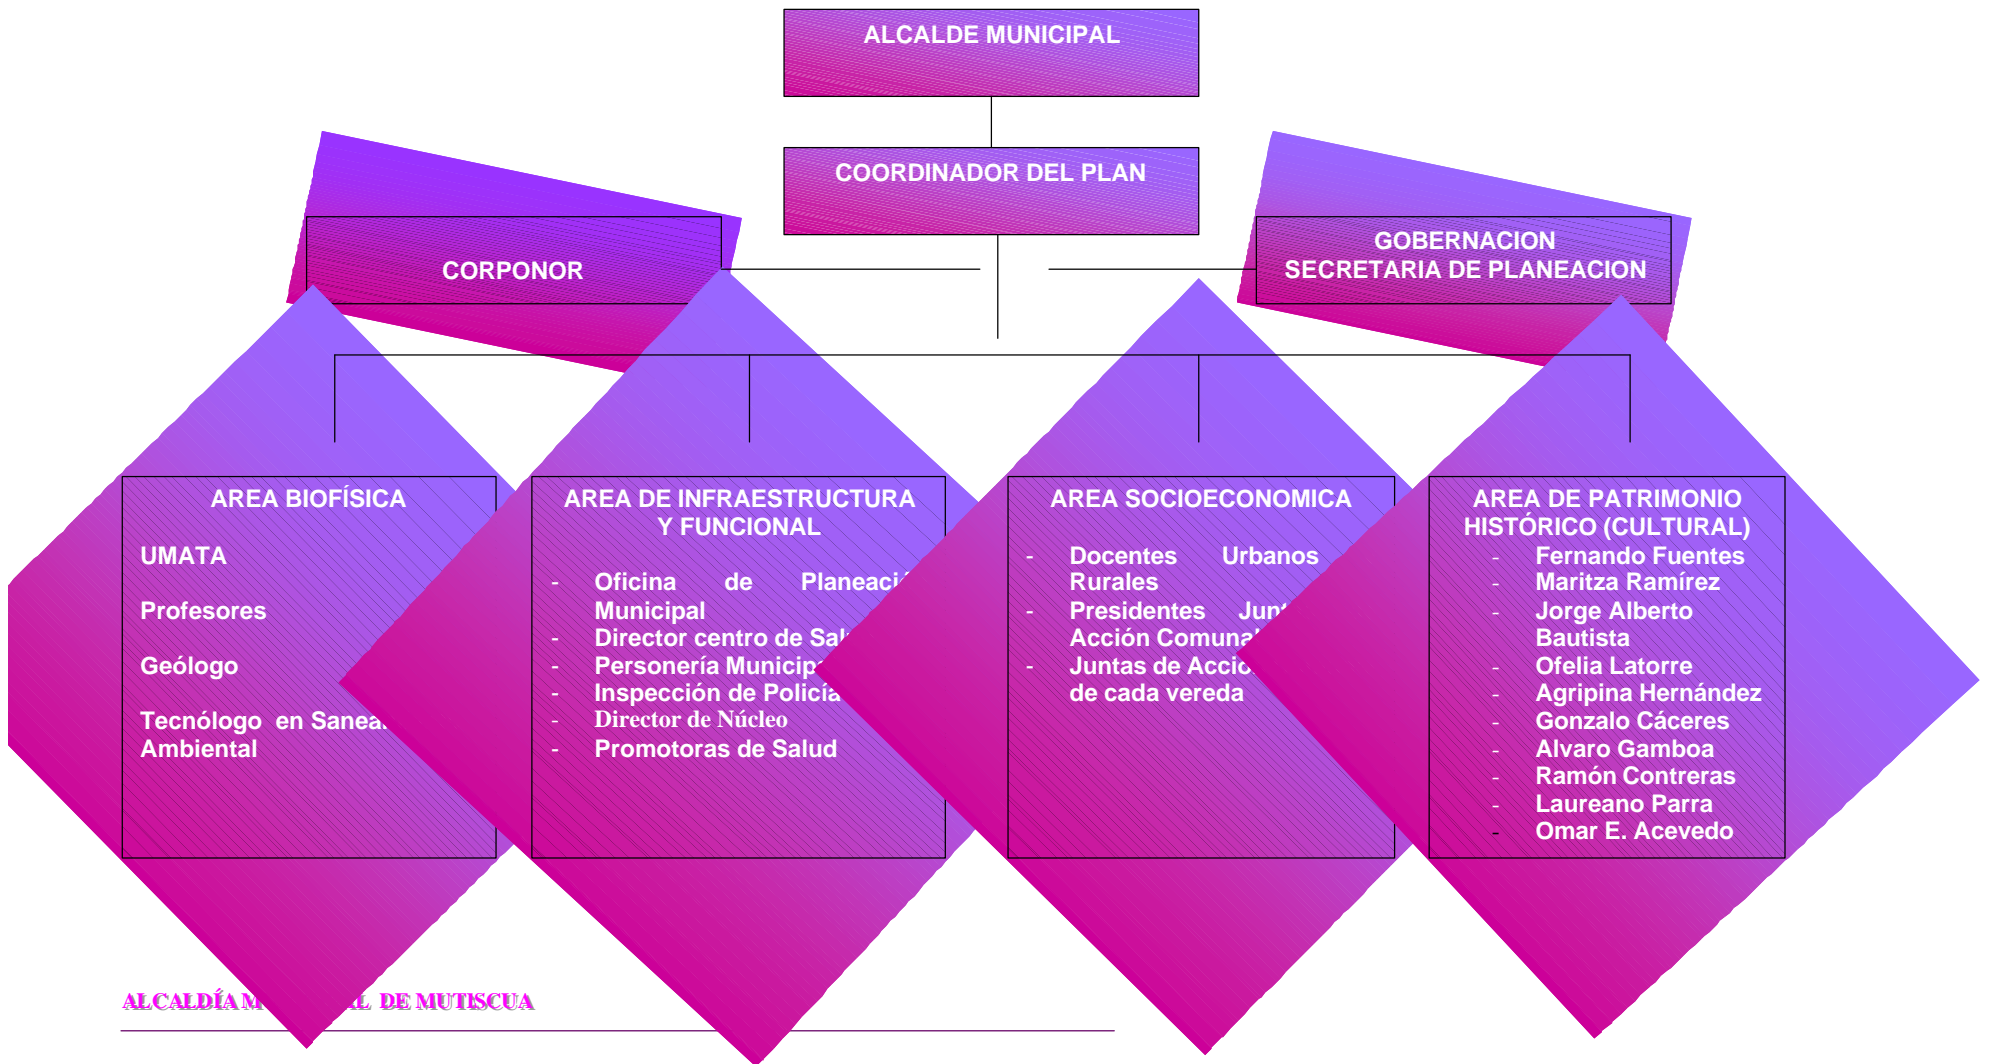 ALCALDE MUNICIPAL
COORDINADOR DEL PLAN
CORPONOR
GOBERNACION
SECRETARIA DE PLANEACION
AREA BIOFÍSICA
UMATA
Profesores
Geólogo
Tecnólogo en
Ambiental
AREA DE INFRAESTRUCTURA
Y FUNCIONAL
- Oficina de
Municipal
- Director centro de
- Personería
- Inspección de Policía
- Director de Núcleo
- Promotoras de Salud
AREA SOCIOECONOMICA
- Docentes Urbanos
Rurales
- Presidentes
Acción
- Juntas de
de cada vereda
AREA DE PATRIMONIO
HISTÓRICO (CULTURAL)
- Fernando Fuentes
- Maritza Ramírez
- Jorge Alberto
Bautista
- Ofelia Latorre
- Agripina Hernández
- Gonzalo Cáceres
- Alvaro Gamboa
- Ramón Contreras
- Laureano Parra
- Omar E. Acevedo
ALCALDÍA DE MUTISCUA